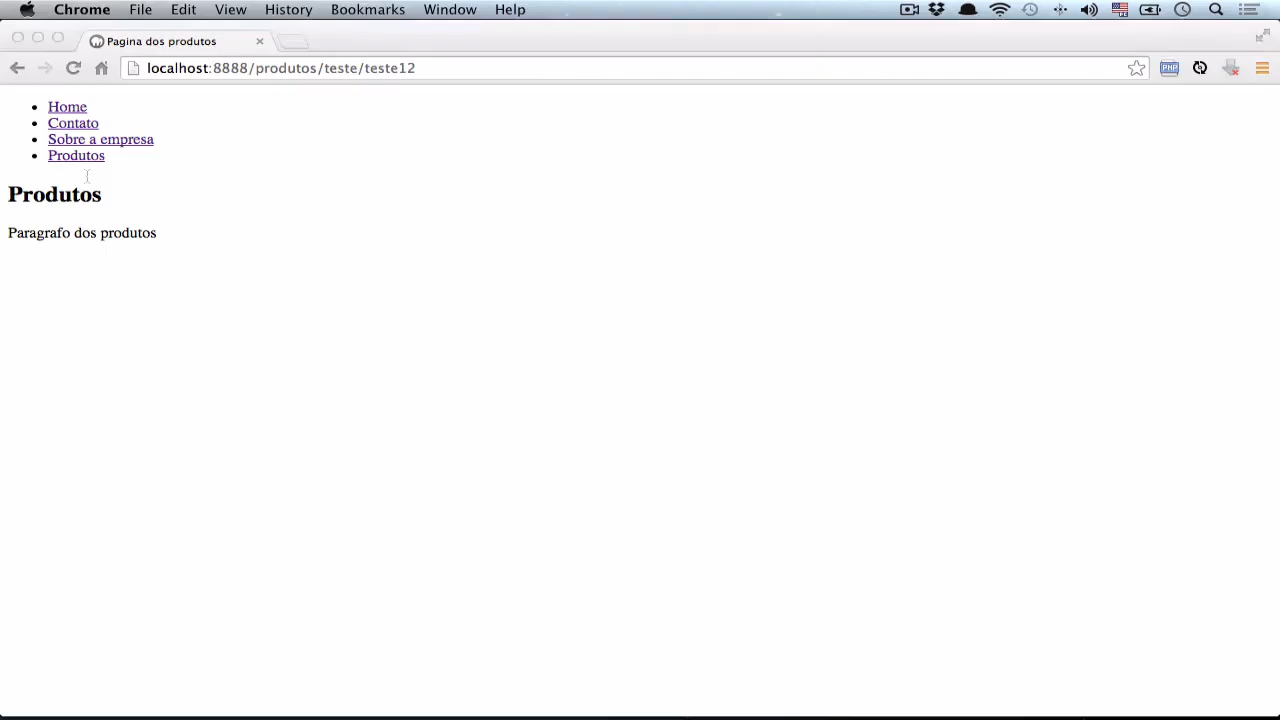 Chrome File Edit View History Bookmarks Window Help
Pagina dos produtos
localhost:8888/produtos/teste/teste12
PHP
Home
Contato
Sobre a empresa
Produtos
Produtos
Paragrafo dos produtos